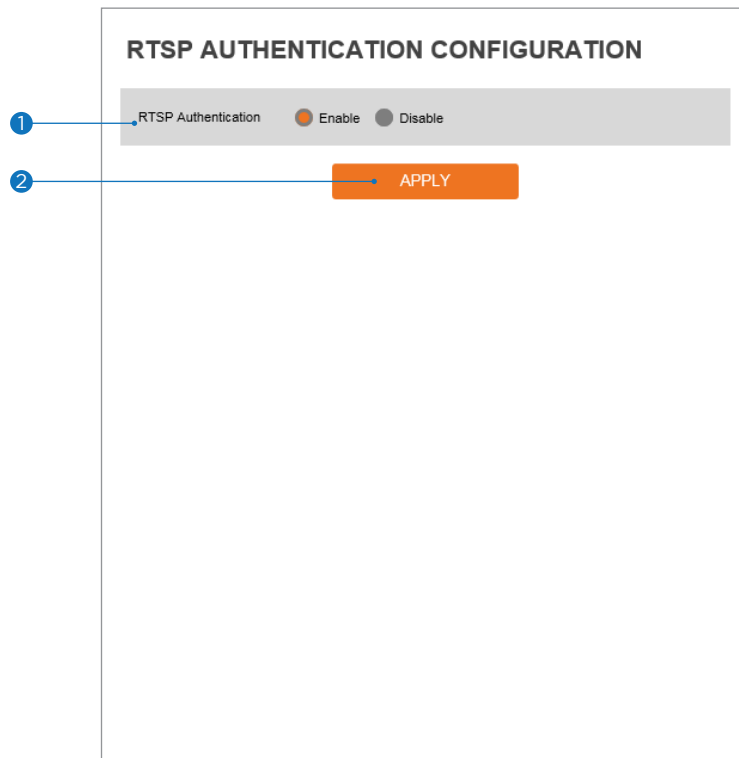 RTSP AUTHENTICATION CONFIGURATION
1 RTSP Authentication Enable Disable
2 APPLY